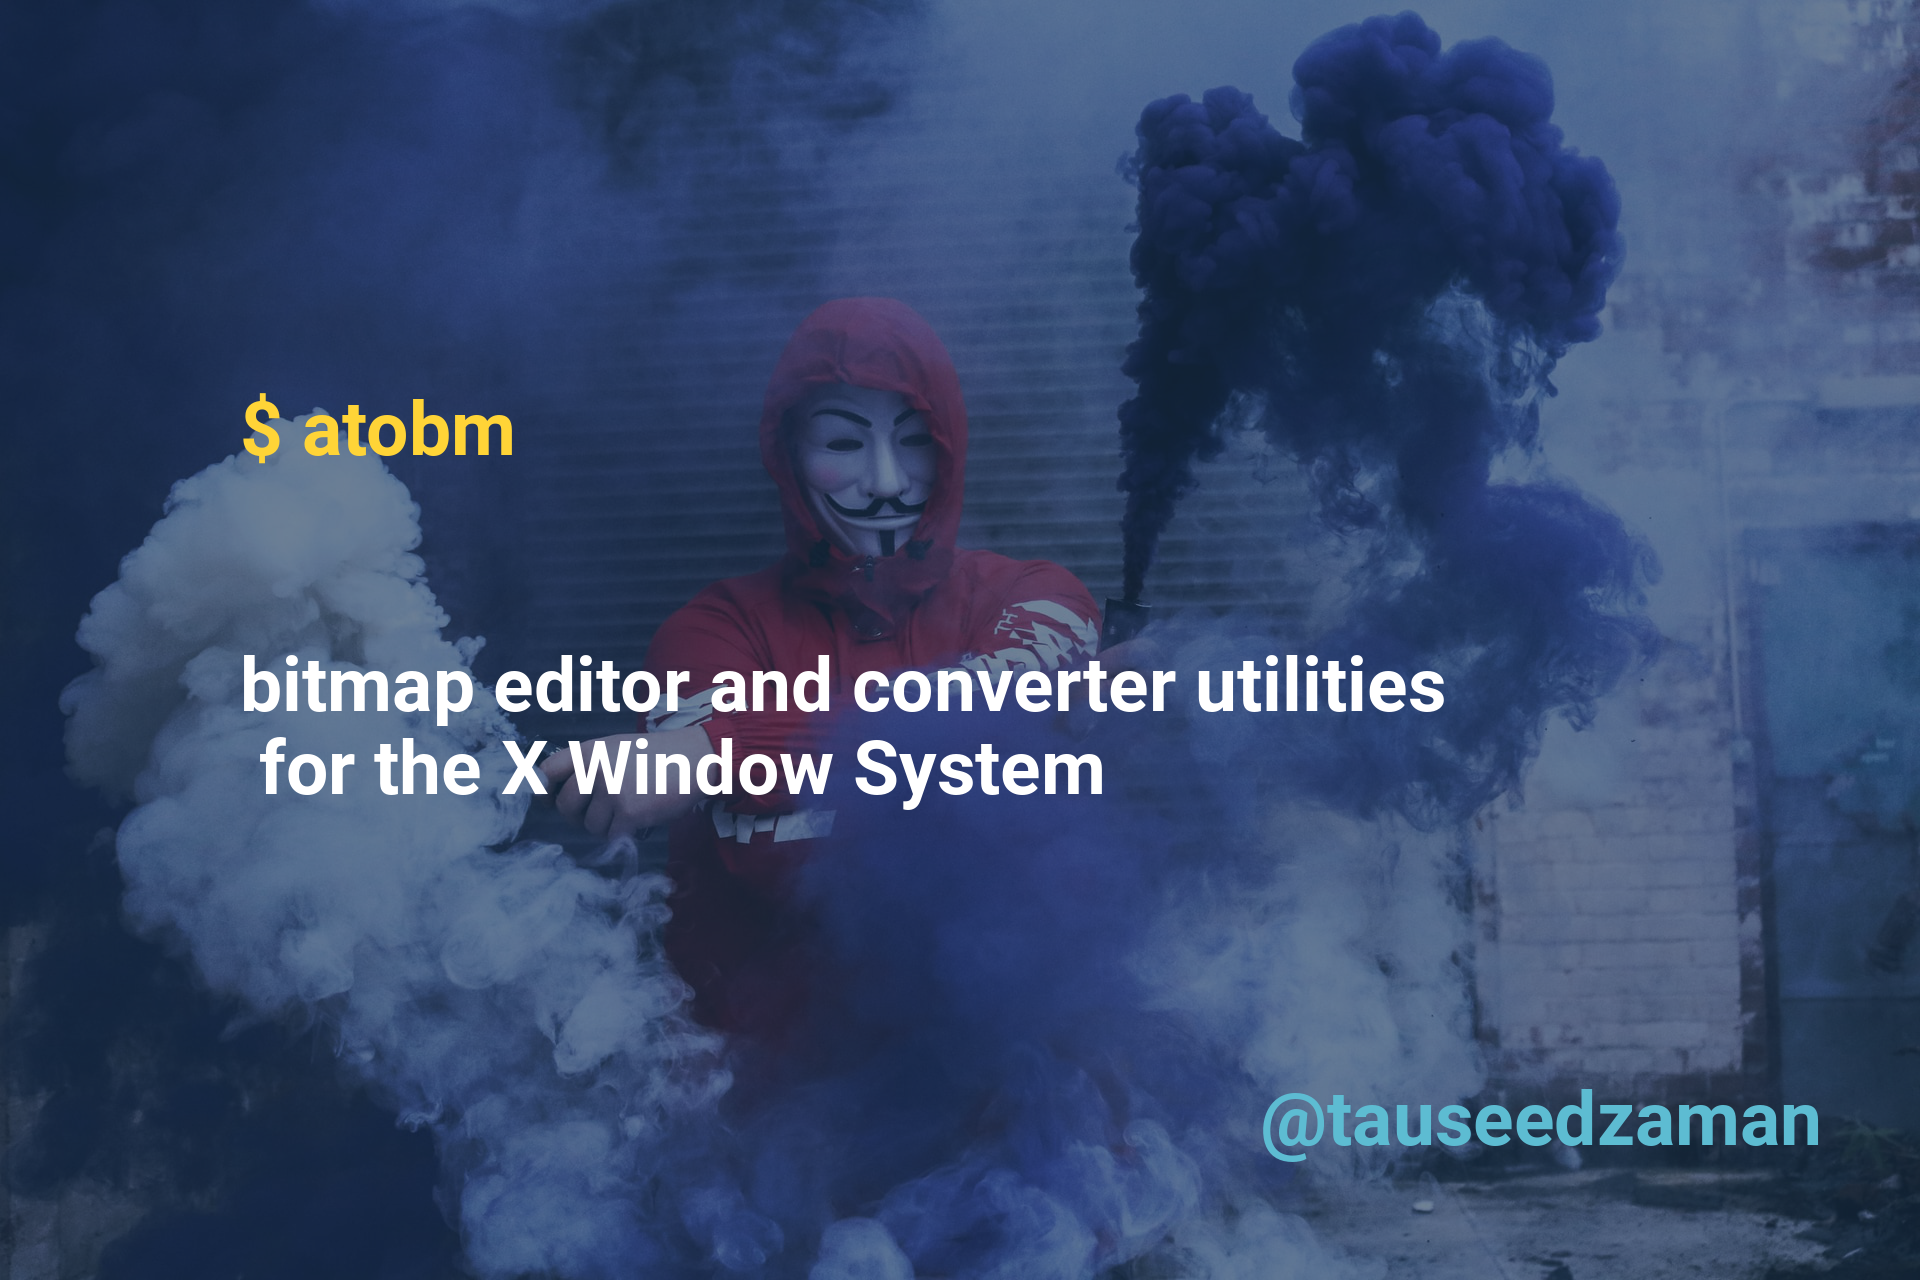 $ atobm
bitmap editor and converter utilities
for the X Window System
@tauseedzaman